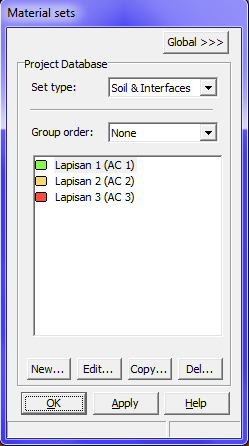 Material sets
Global >>>
Project Database
Set type: Soil & Interfaces
Group order: None
Lapisan 1 (AC 1)
Lapisan 2 (AC 2)
Lapisan 3 (AC 3)
New... Edit... Copy... Del...
OK Apply Help